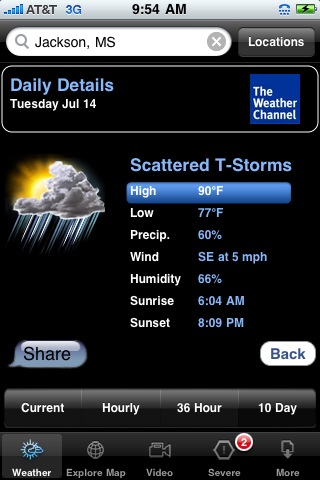 AT&T 3G 9:54 AM
Jackson, MS
Locations
Daily Details
Tuesday Jul 14
The
Weather
Channel
Scattered T-Storms
High 90°F
Low 77°F
Precip. 60%
Wind SE at 5 mph
Humidity 66%
Sunrise 6:04 AM
Sunset 8:09 PM
Share
Back
Current Hourly 36 Hour 10 Day
2
Weather Explore Map Video Severe More